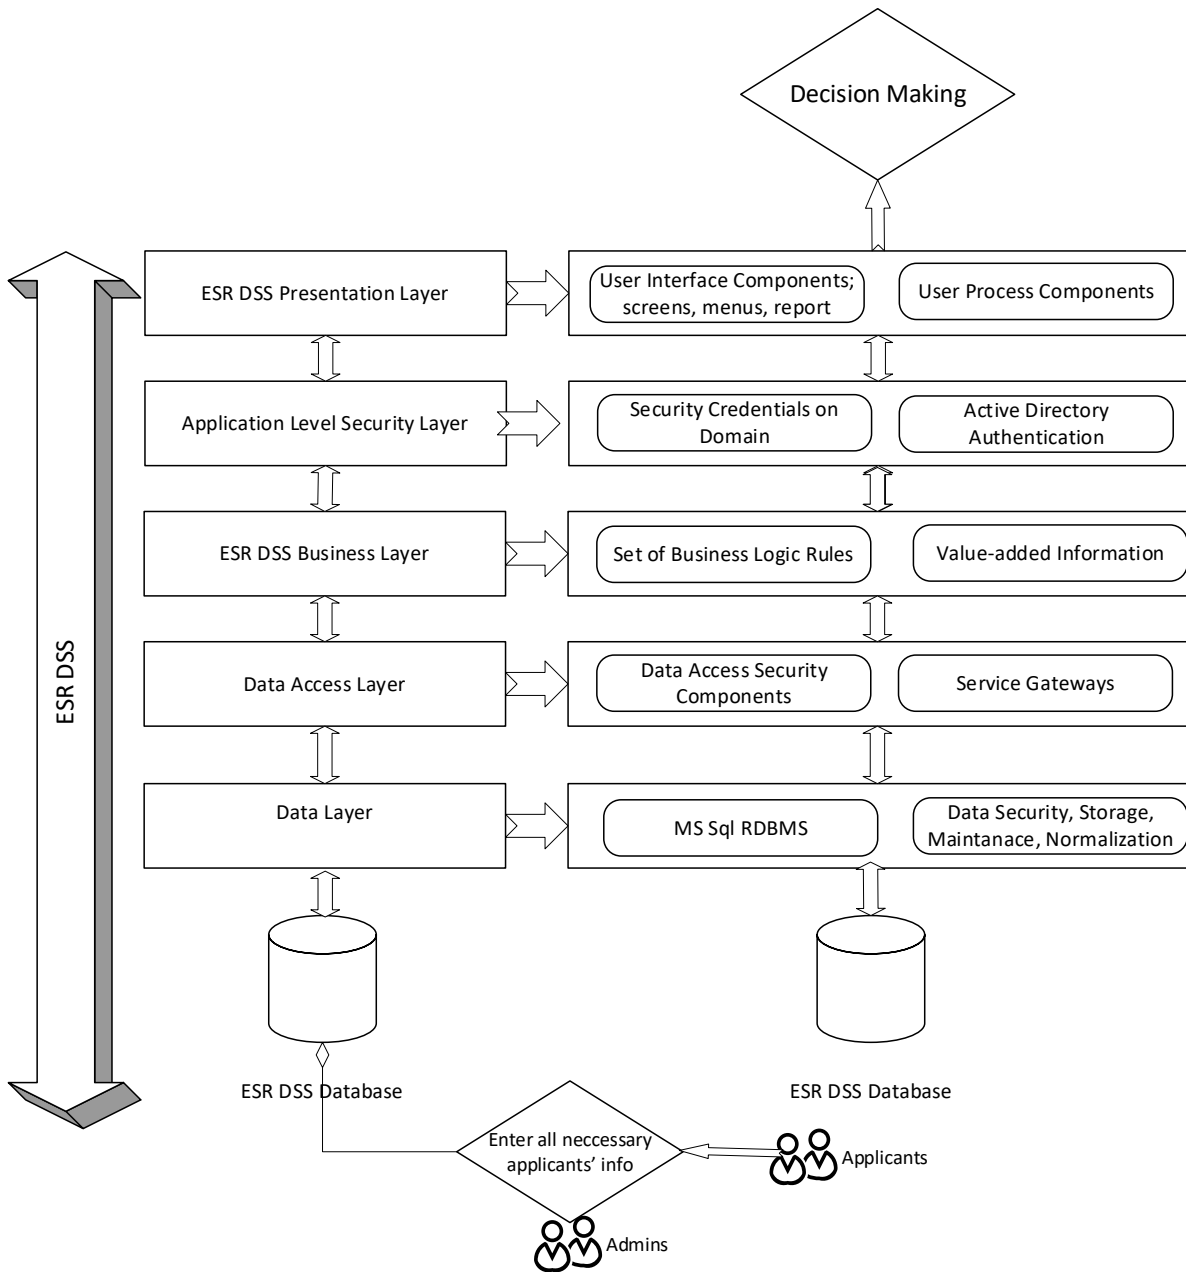 Decision Making
ESR DSS
ESR DSS Presentation Layer
User Interface Components;
screens, menus, report
User Process Components
Application Level Security Layer
Security Credentials on
Domain
Active Directory
Authentication
ESR DSS Business Layer
Set of Business Logic Rules
Value-added Information
Data Access Layer
Data Access Security
Components
Service Gateways
Data Layer
MS Sql RDBMS
Data Security, Storage,
Maintanace, Normalization
ESR DSS Database
ESR DSS Database
Enter all neccessary
applicants’ info
Applicants
Admins